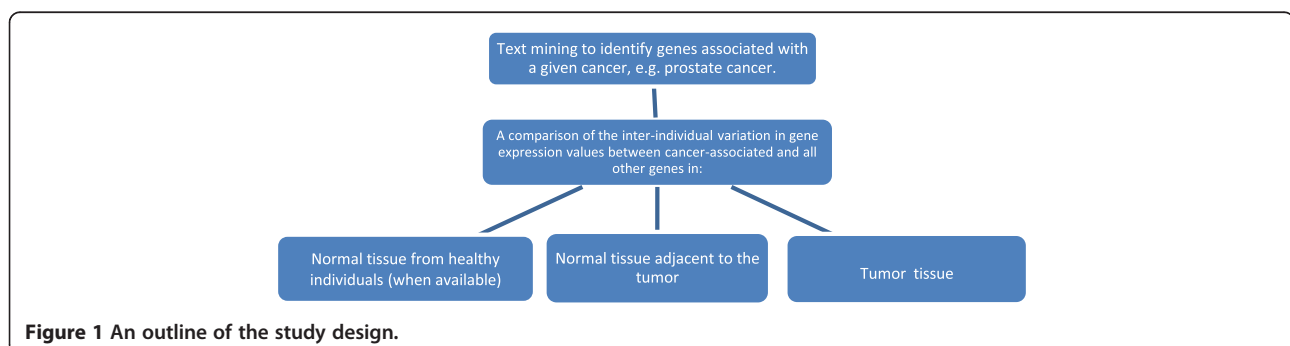 Text mining to identify genes associated with
a given cancer, e.g. prostate cancer.
A comparison of the inter-individual variation in gene
expression values between cancer-associated and all
other genes in:
Normal tissue from healthy
individuals (when available)
Normal tissue adjacent to the
tumor
Tumor tissue
Figure 1 An outline of the study design.